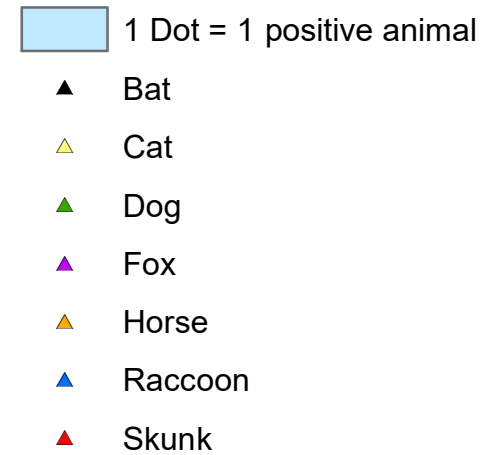 1 Dot = 1 positive animal
Bat
Cat
Dog
Fox
Horse
Raccoon
Skunk